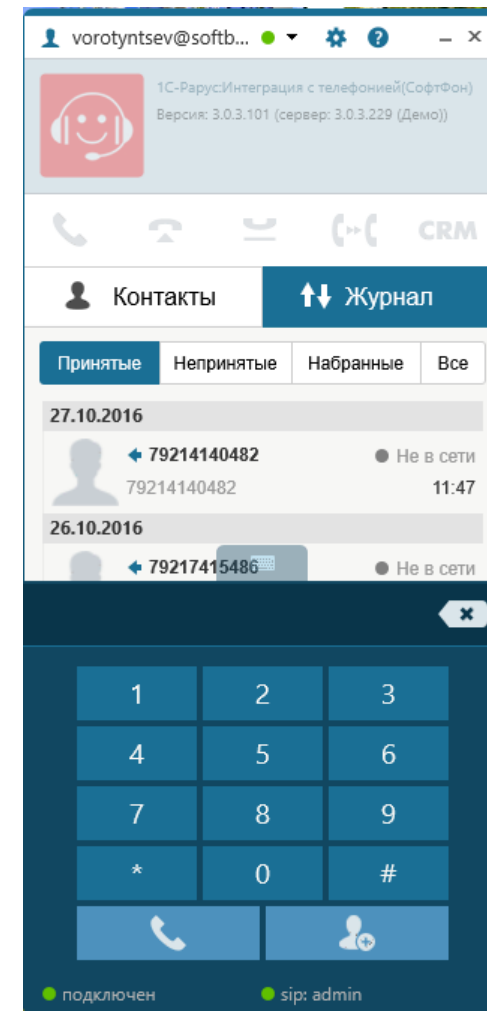 vorotyntsev@softb...
1С-Рарус:Интеграция с телефонией(СофтФон)
Версия: 3.0.3.101 (сервер: 3.0.3.229 (Демо))
CRM
Контакты Журнал
Принятые Непринятые Набранные Все
27.10.2016
79214140482 Не в сети
79214140482 11:47
26.10.2016
79217415486 Не в сети
1 2 3
4 5 6
7 8 9
* 0 #
подключен sip: admin